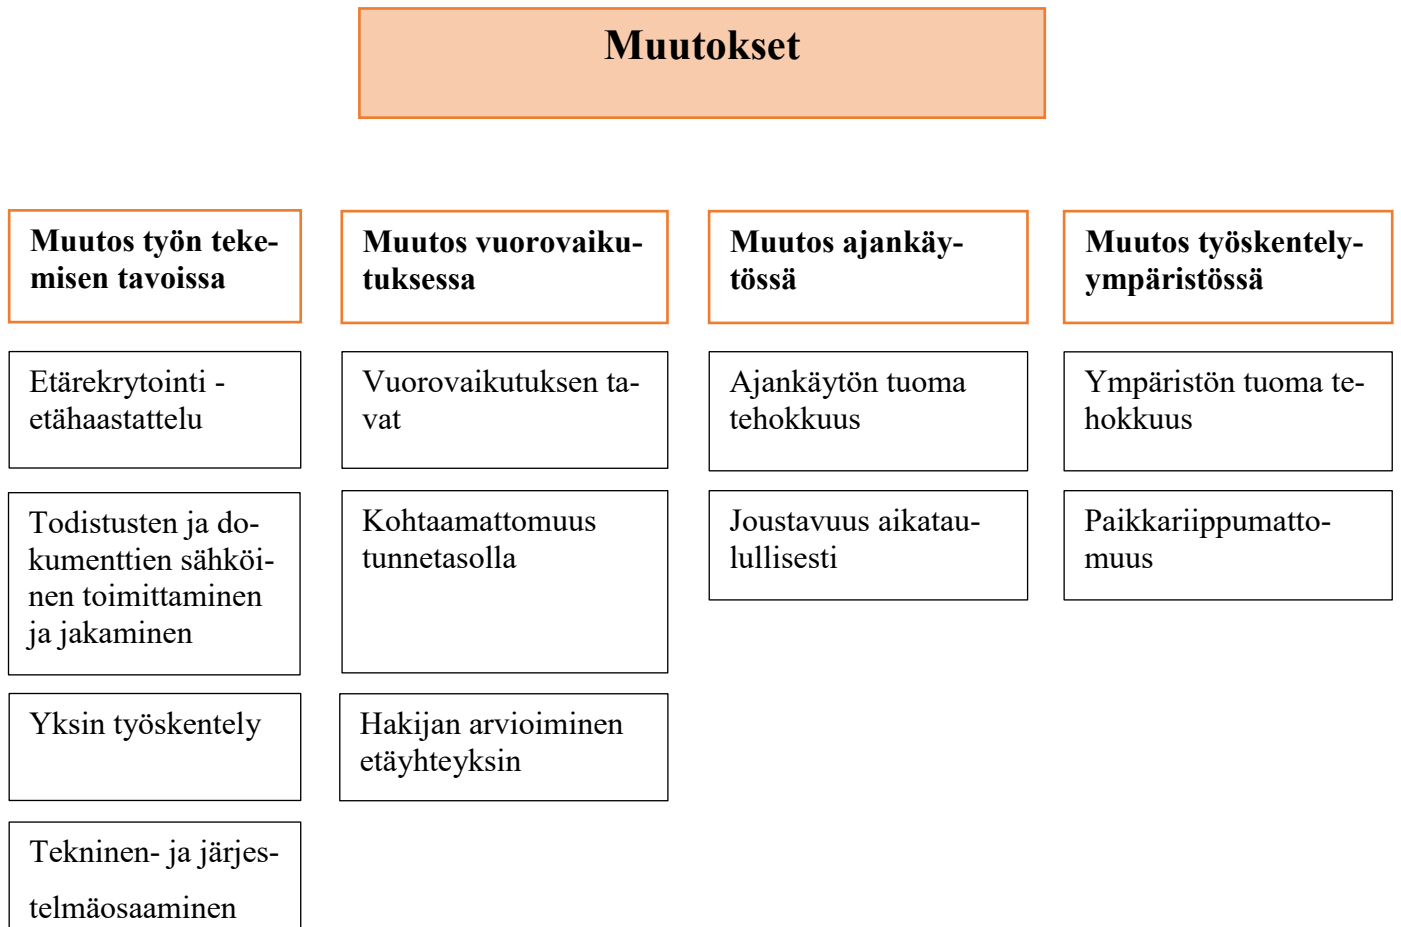 Muutokset
Muutos työn teke-
misen tavoissa
Muutos vuorovaiku-
tuksessa
Muutos ajankäy-
tössä
Muutos työskentely-
ympäristössä
Etärekrytointi -
etähaastattelu
Vuorovaikutuksen ta-
vat
Ajankäytön tuoma
tehokkuus
Ympäristön tuoma te-
hokkuus
Todistusten ja do-
kumenttien sähköi-
nen toimittaminen
ja jakaminen
Kohtaamattomuus
tunnetasolla
Joustavuus aikatau-
lullisesti
Paikkariippumatto-
muus
Yksin työskentely
Hakijan arvioiminen
etäyhteyksin
Tekninen- ja järjes-
telmäosaaminen